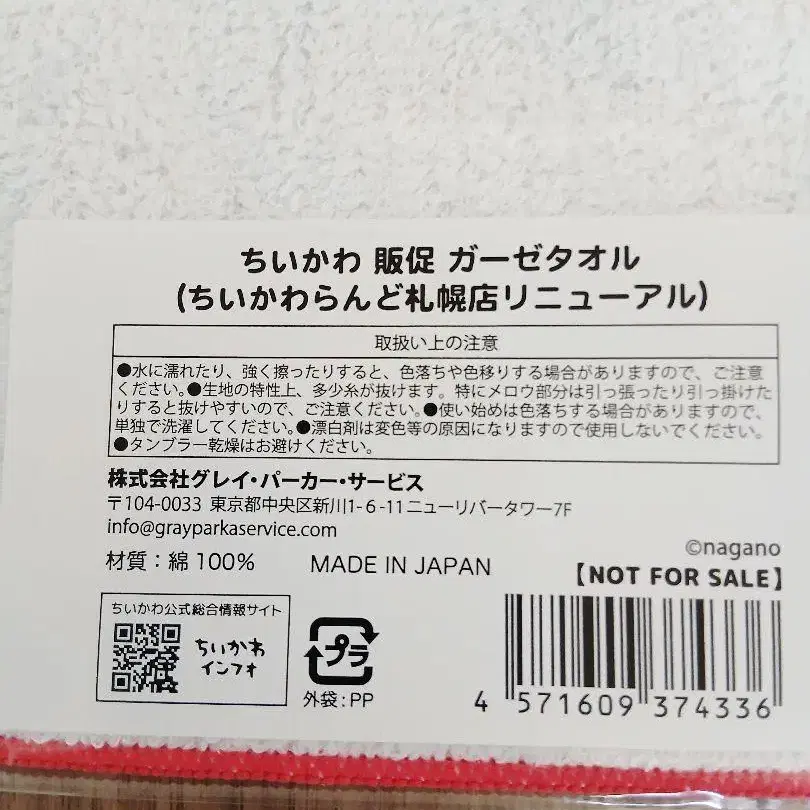 ちいかわ 販促 ガーゼタオル
(ちいかわらんど札幌店リニューアル)
取扱い上の注意
●水に濡れたり、強く擦ったりすると、色落ちや色移りする場合がありますので、ご注意
ください。●生地の特性上、多少糸が抜けます。特にメロウ部分は引っ張ったり引っ掛けた
りすると抜けやすいので、ご注意ください。●使い始めは色落ちする場合がありますので、
単独で洗濯してください。●漂白剤は変色等の原因になりますので使用しないでください。
●タンブラー乾燥はお避けください。
株式会社グレイ・パーカー・サービス
〒104-0033 東京都中央区新川1-6-11ニューリバータワー7F
info@grayparkaservice.com
©nagano
材質：綿100% MADE IN JAPAN
【NOT FOR SALE】
ちいかわ公式総合情報サイト
ちいかわ
インフォ
プラ
外袋：PP
4 571609 374336